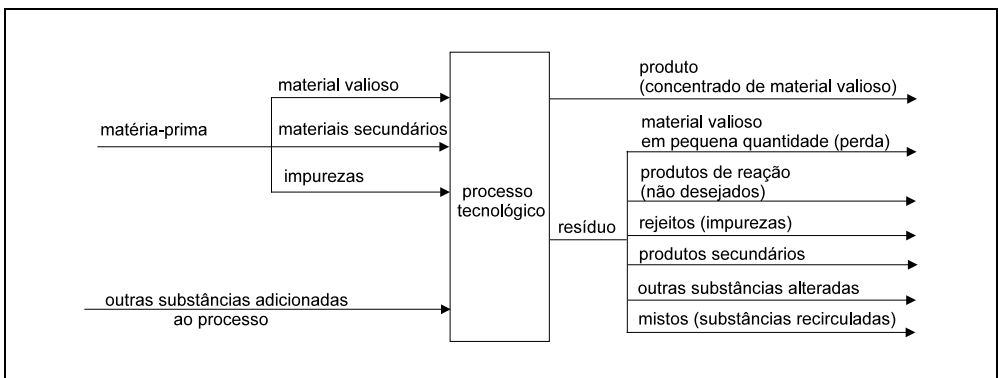 matéria-prima
material valioso
materiais secundários
impurezas
outras substâncias adicionadas
ao processo
processo
tecnológico
produto
(concentrado de material valioso)
resíduo
material valioso
em pequena quantidade (perda)
produtos de reação
(não desejados)
rejeitos (impurezas)
produtos secundários
outras substâncias alteradas
mistos (substâncias recirculadas)